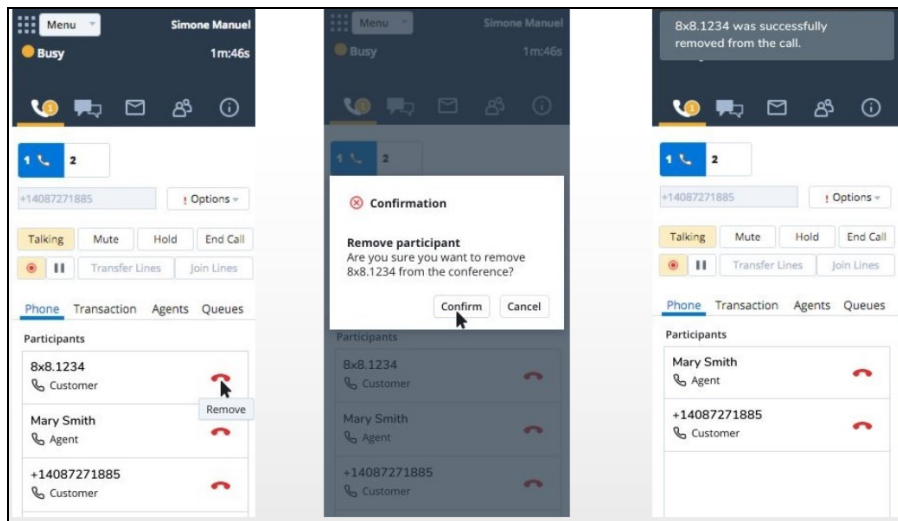 Menu
Simone Manuel
Busy
1m:46s
1
1
2
+14087271885
! Options
Talking
Mute
Hold
End Call
Transfer Lines
Join Lines
Phone
Transaction
Agents
Queues
Participants
8x8.1234
Customer
Remove
Mary Smith
Agent
+14087271885
Customer
Menu
Simone Manuel
Busy
1m:46s
1
1
2
Confirmation
Remove participant
Are you sure you want to remove
8x8.1234 from the conference?
Confirm
Cancel
Participants
8x8.1234
Customer
Mary Smith
Agent
+14087271885
Customer
8x8.1234 was successfully
removed from the call.
1
1
2
+14087271885
! Options
Talking
Mute
Hold
End Call
Transfer Lines
Join Lines
Phone
Transaction
Agents
Queues
Participants
Mary Smith
Agent
+14087271885
Customer